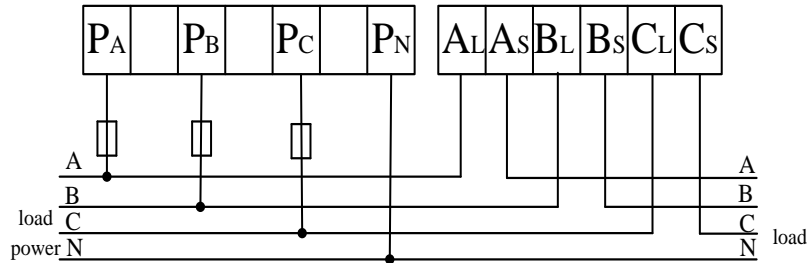 PA PB PC PN AL AS BL BS CL CS
A A
B B
load C C load
power N N